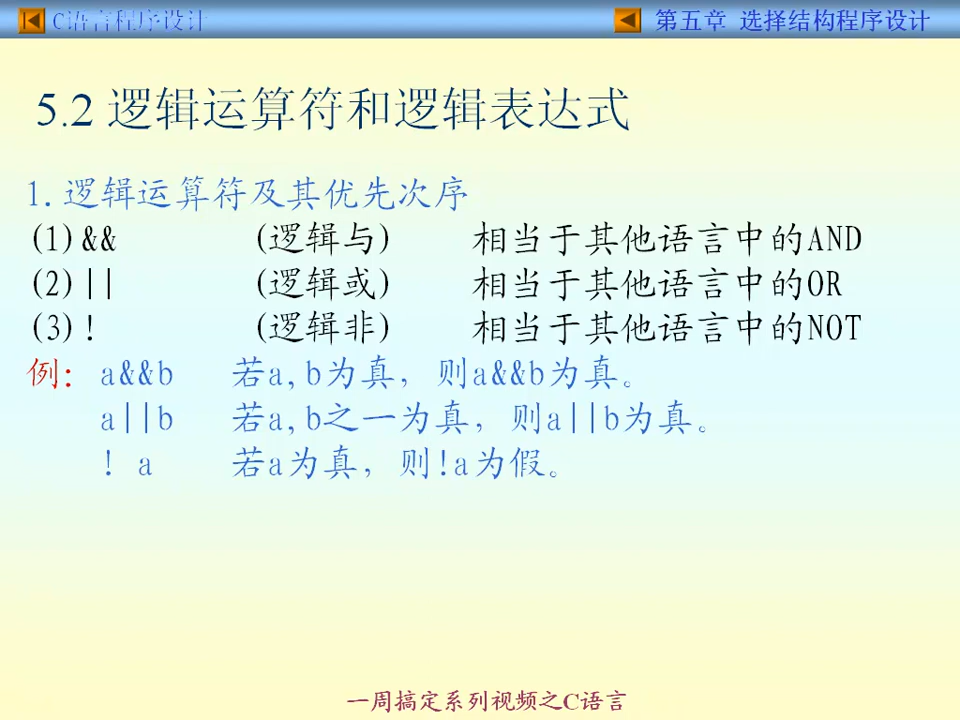 C语言程序设计
第五章 选择结构程序设计
5.2 逻辑运算符和逻辑表达式
1.逻辑运算符及其优先次序
(1)&& (逻辑与) 相当于其他语言中的AND
(2)|| (逻辑或) 相当于其他语言中的OR
(3)! (逻辑非) 相当于其他语言中的NOT
例: a&&b 若a,b为真，则a&&b为真。
a||b 若a,b之一为真，则a||b为真。
! a 若a为真，则!a为假。
一周搞定系列视频之C语言